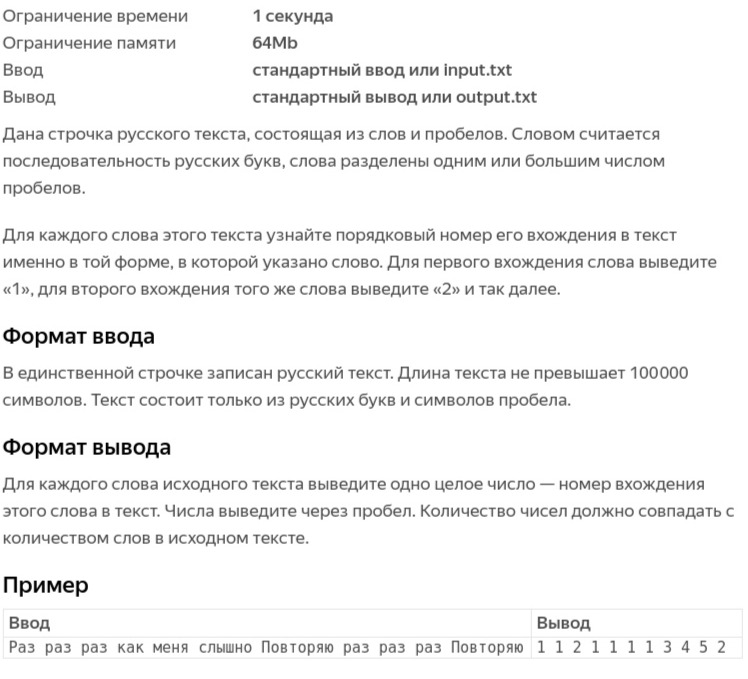 Ограничение времени 1 секунда
Ограничение памяти 64Mb
Ввод стандартный ввод или input.txt
Вывод стандартный вывод или output.txt
Дана строчка русского текста, состоящая из слов и пробелов. Словом считается
последовательность русских букв, слова разделены одним или большим числом
пробелов.
Для каждого слова этого текста узнайте порядковый номер его вхождения в текст
именно в той форме, в которой указано слово. Для первого вхождения слова выведите
«1», для второго вхождения того же слова выведите «2» и так далее.
Формат ввода
В единственной строчке записан русский текст. Длина текста не превышает 100000
символов. Текст состоит только из русских букв и символов пробела.
Формат вывода
Для каждого слова исходного текста выведите одно целое число — номер вхождения
этого слова в текст. Числа выведите через пробел. Количество чисел должно совпадать с
количеством слов в исходном тексте.
Пример
Ввод Вывод
Раз раз раз как меня слышно Повторяю раз раз раз Повторяю 1 1 2 1 1 1 1 3 4 5 2